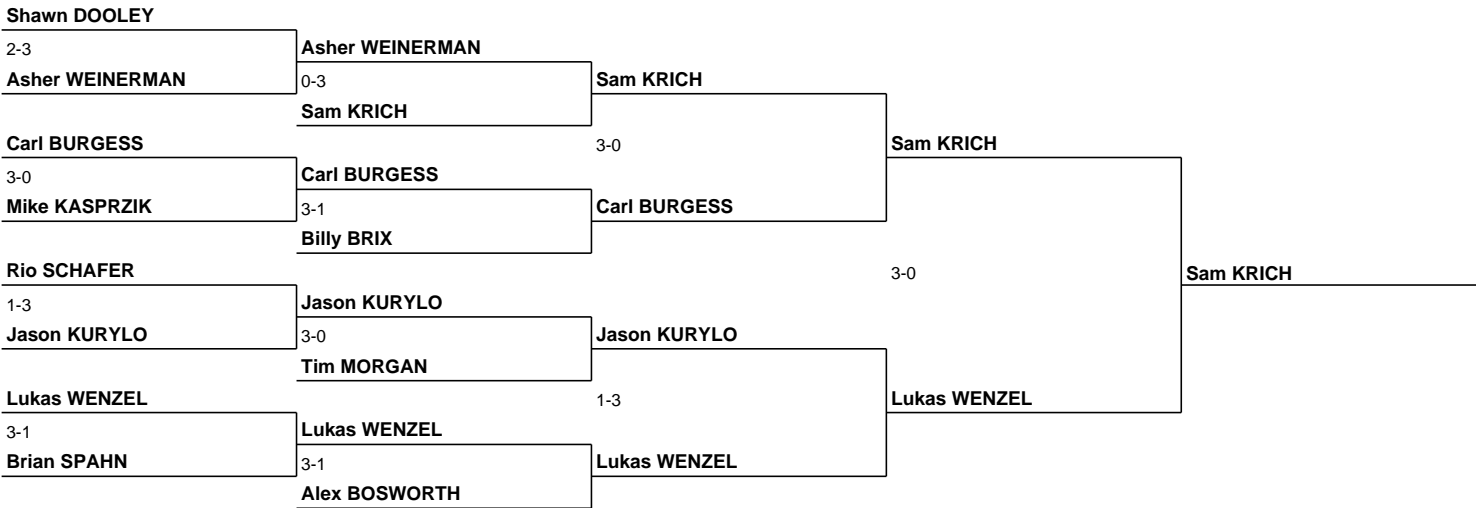 Shawn DOOLEY
2-3
Asher WEINERMAN
Asher WEINERMAN
0-3
Sam KRICH
Sam KRICH
3-0
Carl BURGESS
Sam KRICH
Carl BURGESS
3-0
Mike KASPRZIK
Carl BURGESS
3-1
Billy BRIX
Rio SCHAFER
1-3
Jason KURYLO
Jason KURYLO
3-0
Tim MORGAN
Jason KURYLO
1-3
Lukas WENZEL
Lukas WENZEL
3-0
Sam KRICH
Lukas WENZEL
3-1
Brian SPAHN
Lukas WENZEL
3-1
Alex BOSWORTH